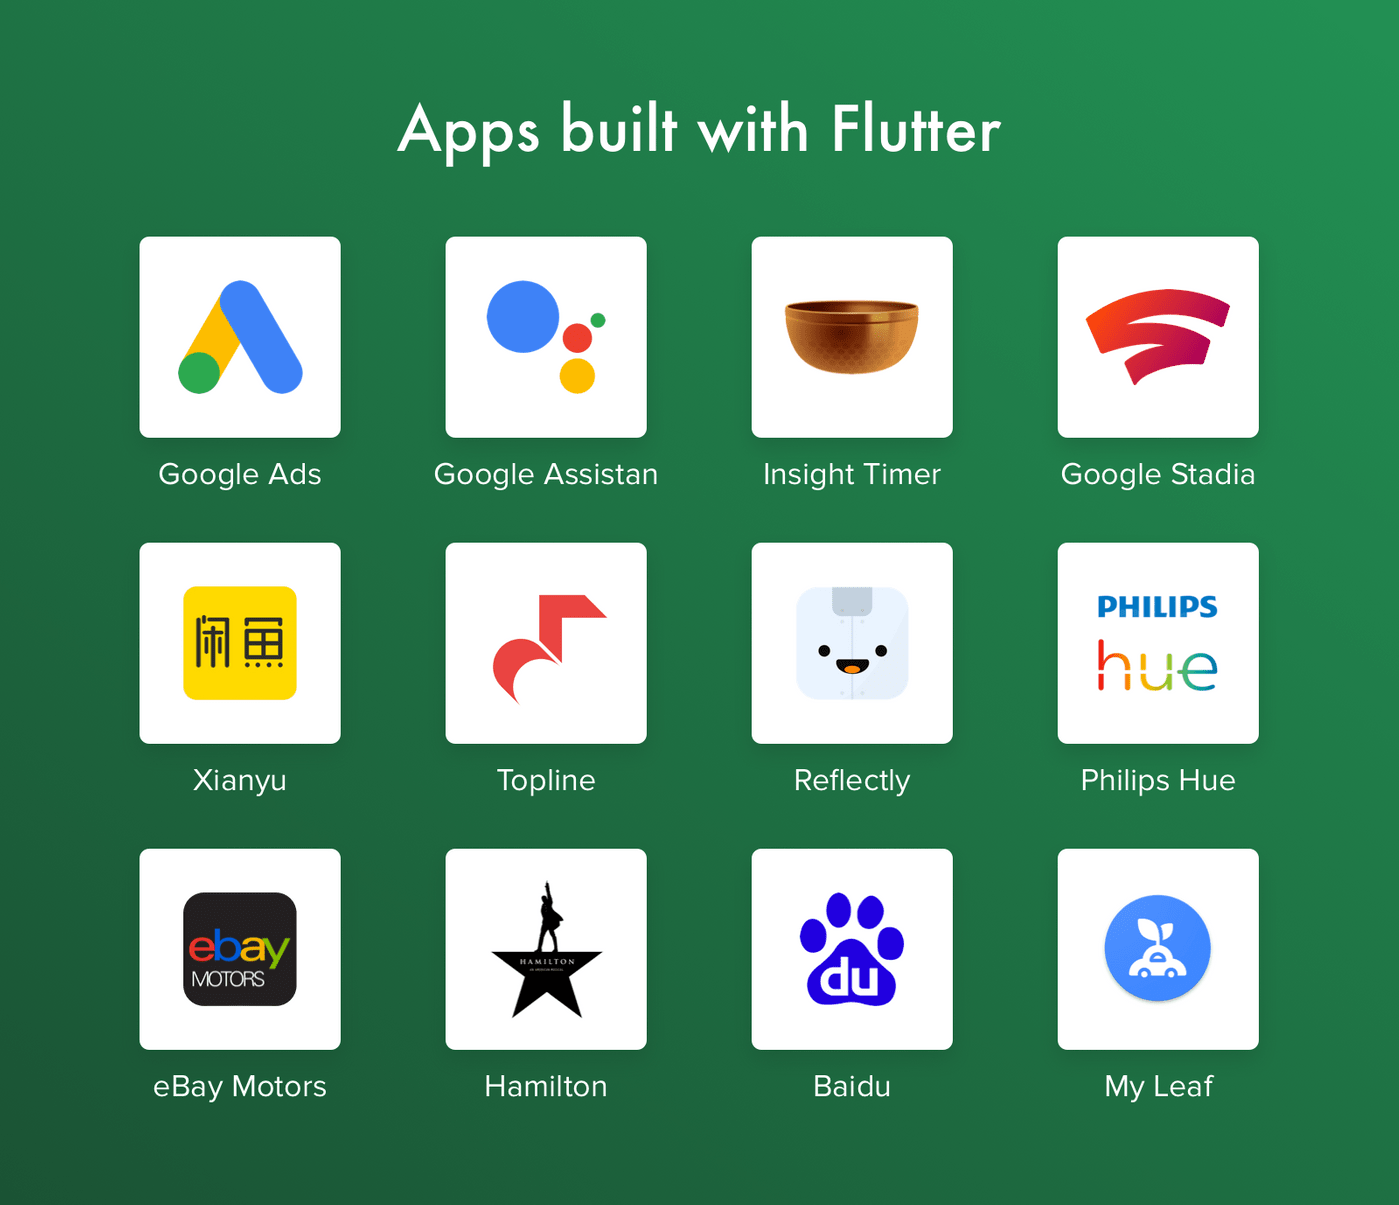 Apps built with Flutter
Google Ads
Google Assistan
Insight Timer
Google Stadia
闲鱼
PHILIPS
hue
Xianyu
Topline
Reflectly
Philips Hue
ebay
MOTORS
HAMILTON
du
eBay Motors
Hamilton
Baidu
My Leaf